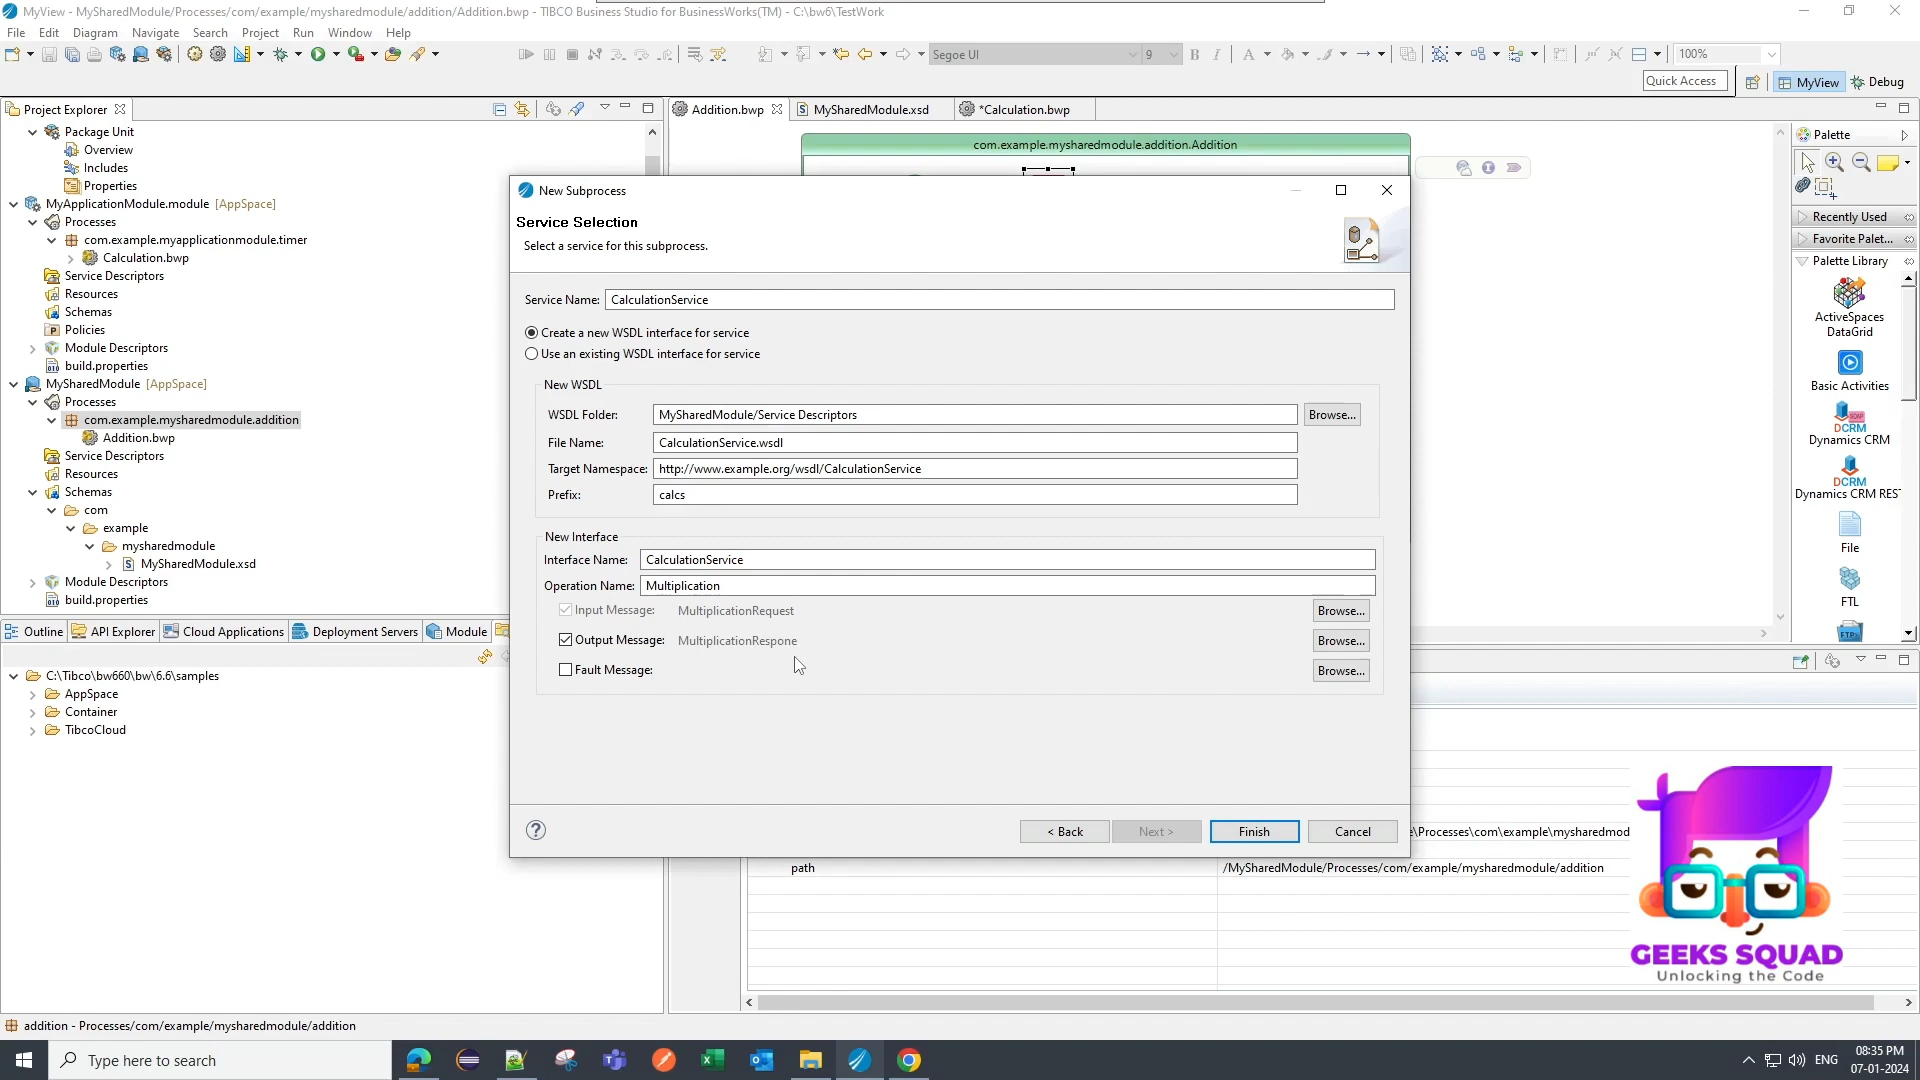 MyView - MySharedModule/Processes/com/example/mysharedmodule/addition/Addition.bwp - TIBCO Business Studio for BusinessWorks(TM) - C:\bw6\TestWork
File Edit Diagram Navigate Search Project Run Window Help
Segoe UI 9 B I A 100%
Quick Access MyView Debug
Project Explorer
Addition.bwp MySharedModule.xsd *Calculation.bwp
Package Unit
Overview
Includes
Properties
MyApplicationModule.module [AppSpace]
Processes
com.example.myapplicationmodule.timer
Calculation.bwp
Service Descriptors
Resources
Schemas
Policies
Module Descriptors
build.properties
MySharedModule [AppSpace]
Processes
com.example.mysharedmodule.addition
Addition.bwp
Service Descriptors
Resources
Schemas
com
example
mysharedmodule
MySharedModule.xsd
Module Descriptors
build.properties
com.example.mysharedmodule.addition.Addition
New Subprocess
Service Selection
Select a service for this subprocess.
Service Name: CalculationService
Create a new WSDL interface for service
Use an existing WSDL interface for service
New WSDL
WSDL Folder: MySharedModule/Service Descriptors Browse...
File Name: CalculationService.wsdl
Target Namespace: http://www.example.org/wsdl/CalculationService
Prefix: calcs
New Interface
Interface Name: CalculationService
Operation Name: Multiplication
Input Message: MultiplicationRequest Browse...
Output Message: MultiplicationRespone Browse...
Fault Message: Browse...
< Back Next > Finish Cancel
Palette
Recently Used
Favorite Palet...
Palette Library
ActiveSpaces
DataGrid
Basic Activities
DCRM
Dynamics CRM
DCRM
Dynamics CRM REST
File
FTL
FTP
Outline API Explorer Cloud Applications Deployment Servers Module
C:\Tibco\bw660\bw\6.6\samples
AppSpace
Container
TibcoCloud
e\Processes\com\example\mysharedmod
path /MySharedModule/Processes/com/example/mysharedmodule/addition
GEEKS SQUAD
Unlocking the Code
addition - Processes/com/example/mysharedmodule/addition
Type here to search
ENG
08:35 PM
07-01-2024